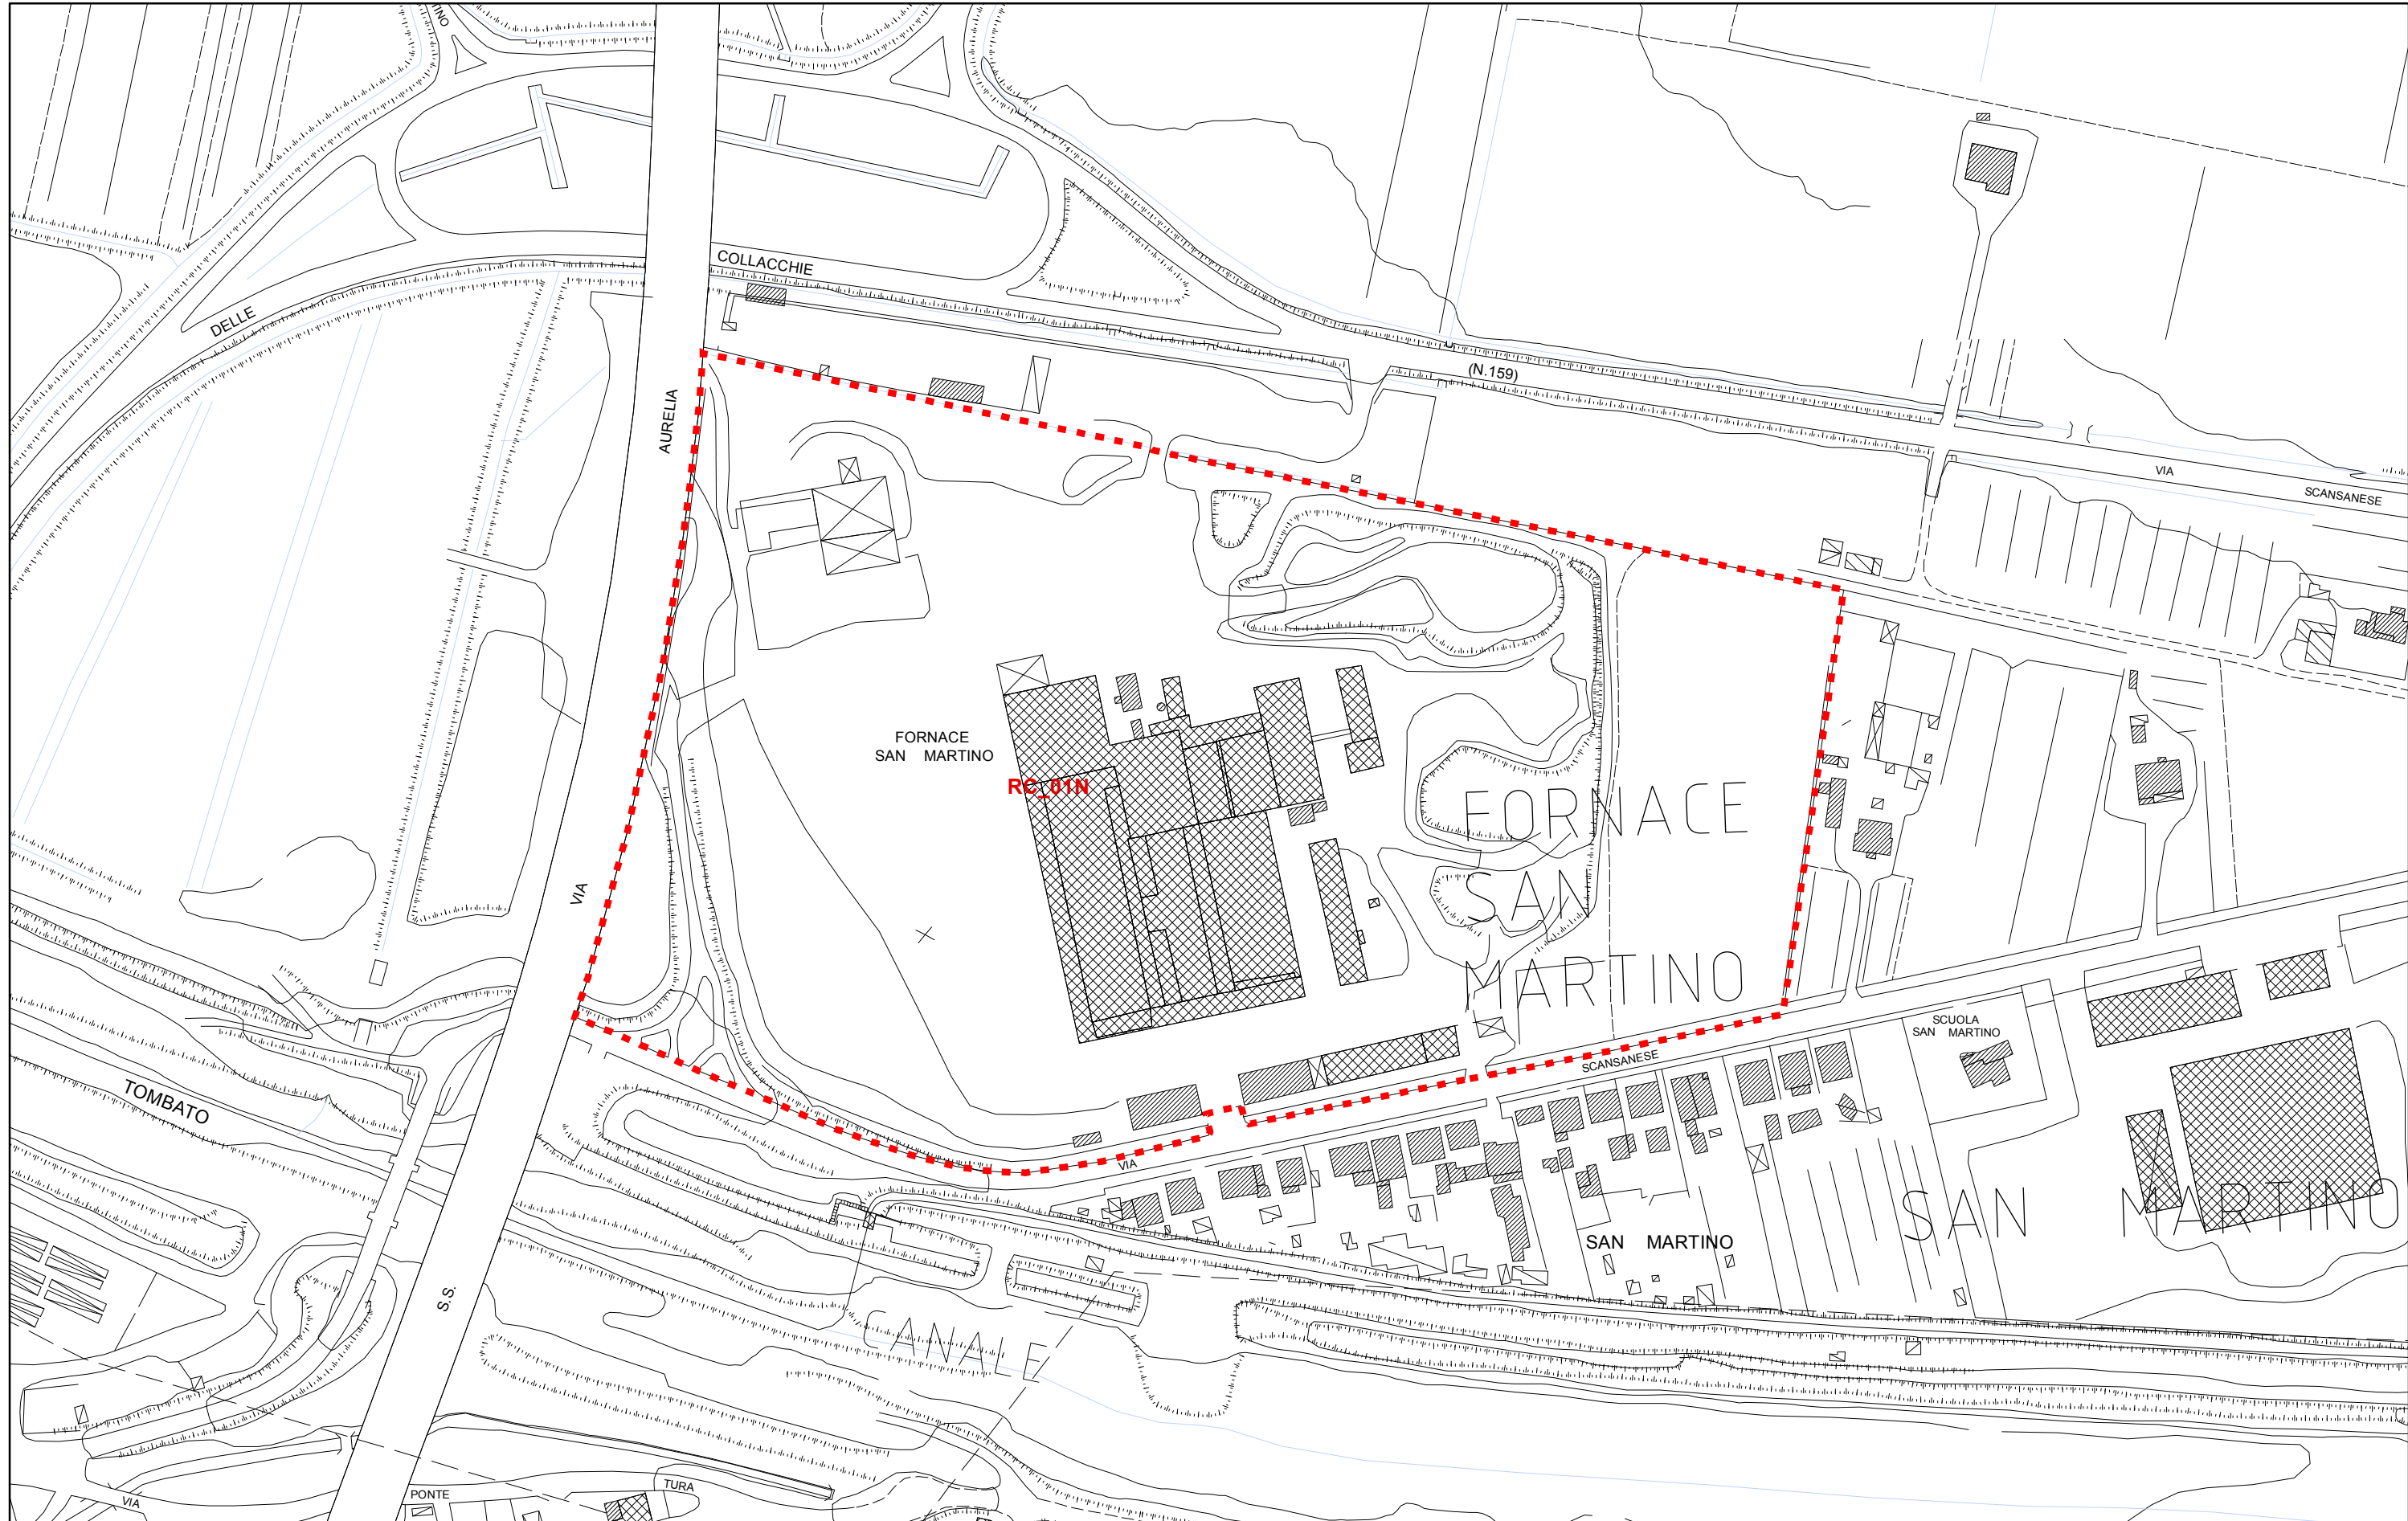 TINO
COLLACCHIE
DELLE
(N.159)
AURELIA
VIA
SCANSANESE
FORNACE
SAN MARTINO
RC_01N
FORNACE
SAN
MARTINO
VIA
SCUOLA
SAN MARTINO
SCANSANESE
TOMBATO
VIA
SAN MARTINO
SAN MARTINO
S.S.
CANALE
PONTE
TURA
VIA